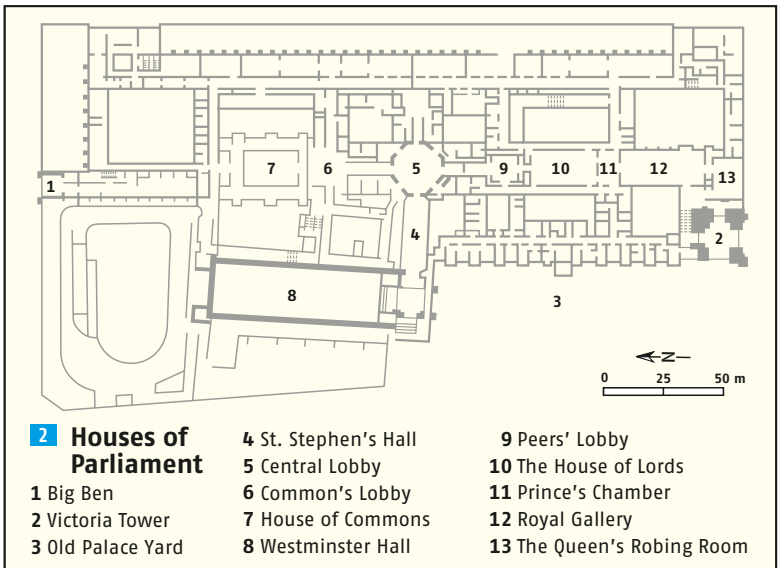 7
6
5
9
10
11
12
13
1
4
2
8
3
N
0 25 50 m
2 Houses of
Parliament
1 Big Ben
2 Victoria Tower
3 Old Palace Yard
4 St. Stephen's Hall
5 Central Lobby
6 Common's Lobby
7 House of Commons
8 Westminster Hall
9 Peers' Lobby
10 The House of Lords
11 Prince's Chamber
12 Royal Gallery
13 The Queen's Robing Room